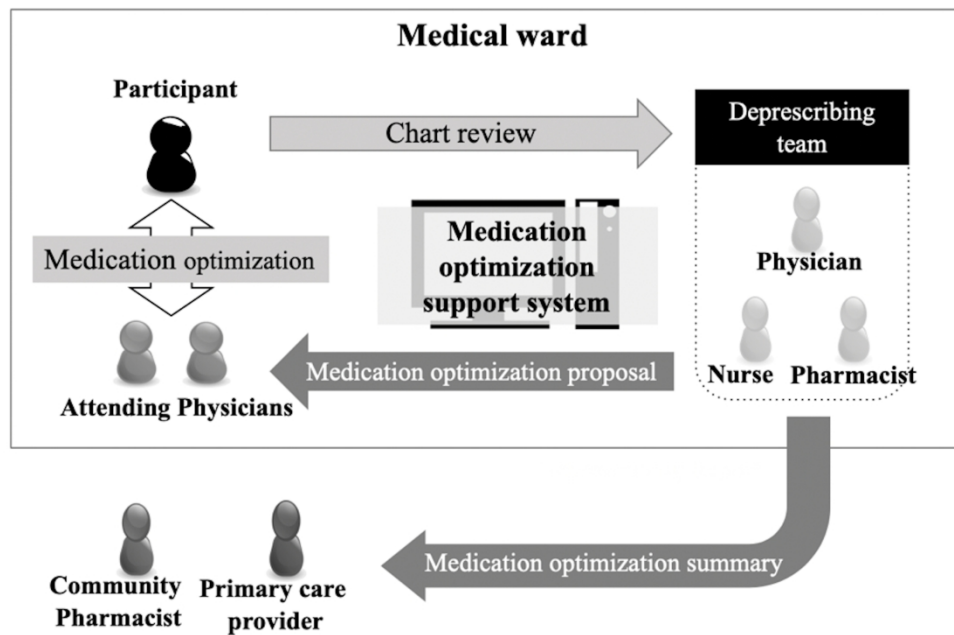 Medical ward
Participant
Chart review
Deprescribing
team
Medication optimization
Medication
optimization
support system
Physician
Nurse
Pharmacist
Medication optimization proposal
Attending Physicians
Medication optimization summary
Community
Pharmacist
Primary care
provider